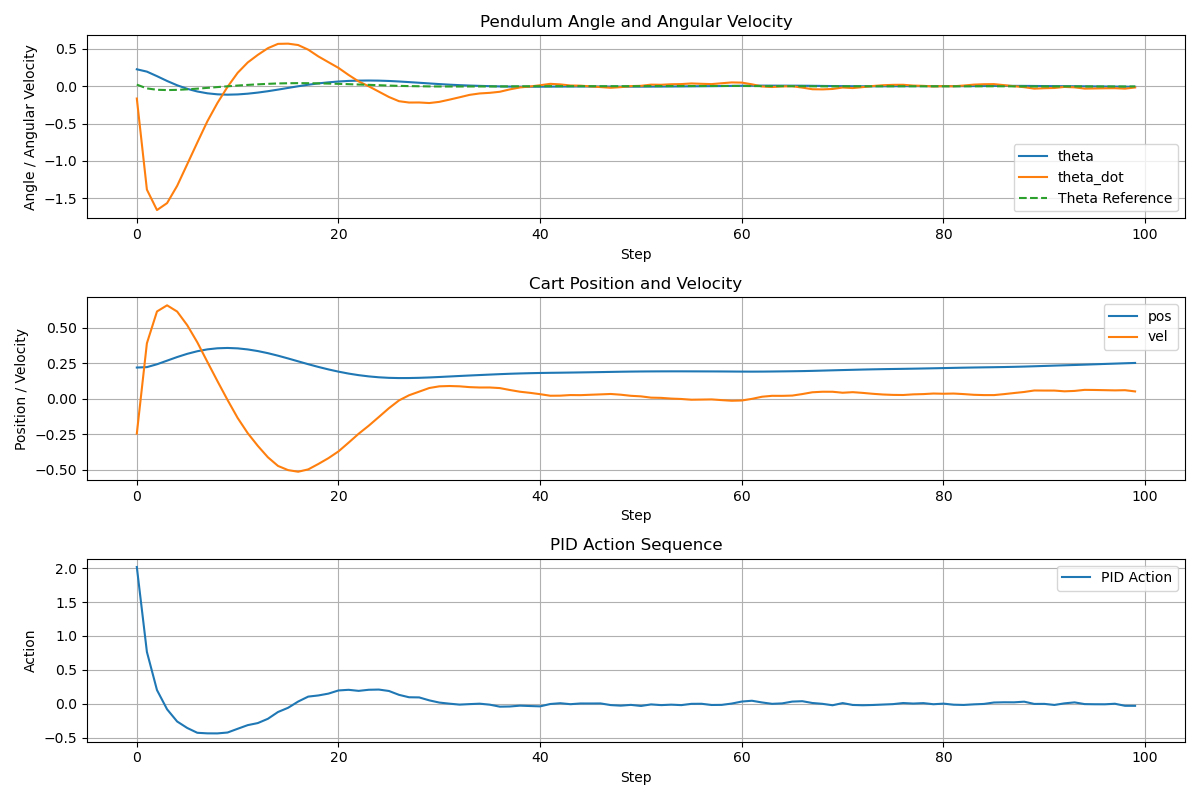 Pendulum Angle and Angular Velocity
Angle / Angular Velocity
0.5
0.0
−0.5
−1.0
−1.5
theta
theta_dot
Theta Reference
0 20 40 60 80 100
Step
Cart Position and Velocity
Position / Velocity
0.50
0.25
0.00
−0.25
−0.50
pos
vel
0 20 40 60 80 100
Step
PID Action Sequence
Action
2.0
1.5
1.0
0.5
0.0
−0.5
PID Action
0 20 40 60 80 100
Step